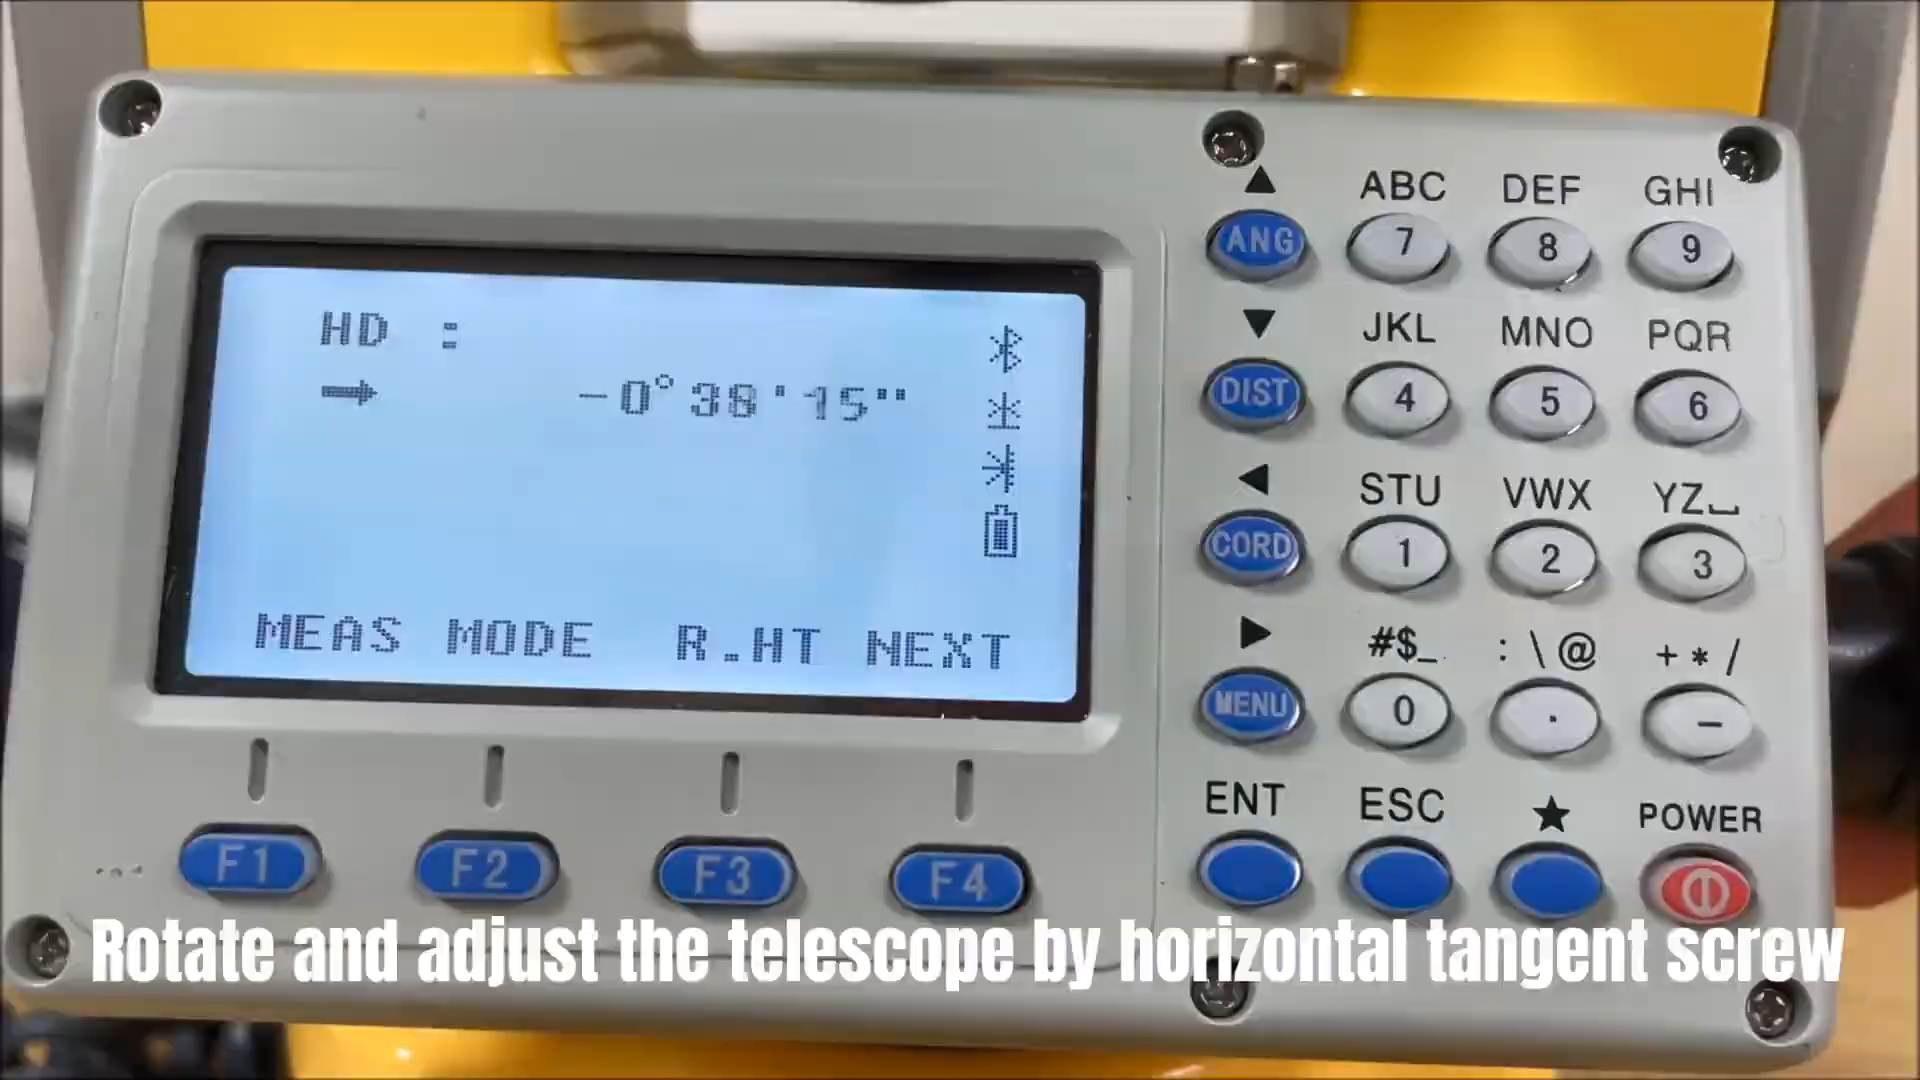 HD :
→ -0°38'15"
MEAS MODE R.HT NEXT
F1 F2 F3 F4
▲ ABC DEF GHI
ANG 7 8 9
▼ JKL MNO PQR
DIST 4 5 6
◀ STU VWX YZ⎵
CORD 1 2 3
▶ #$_ :\@ +*/
MENU 0 . -
ENT ESC ★ POWER
Rotate and adjust the telescope by horizontal tangent screw